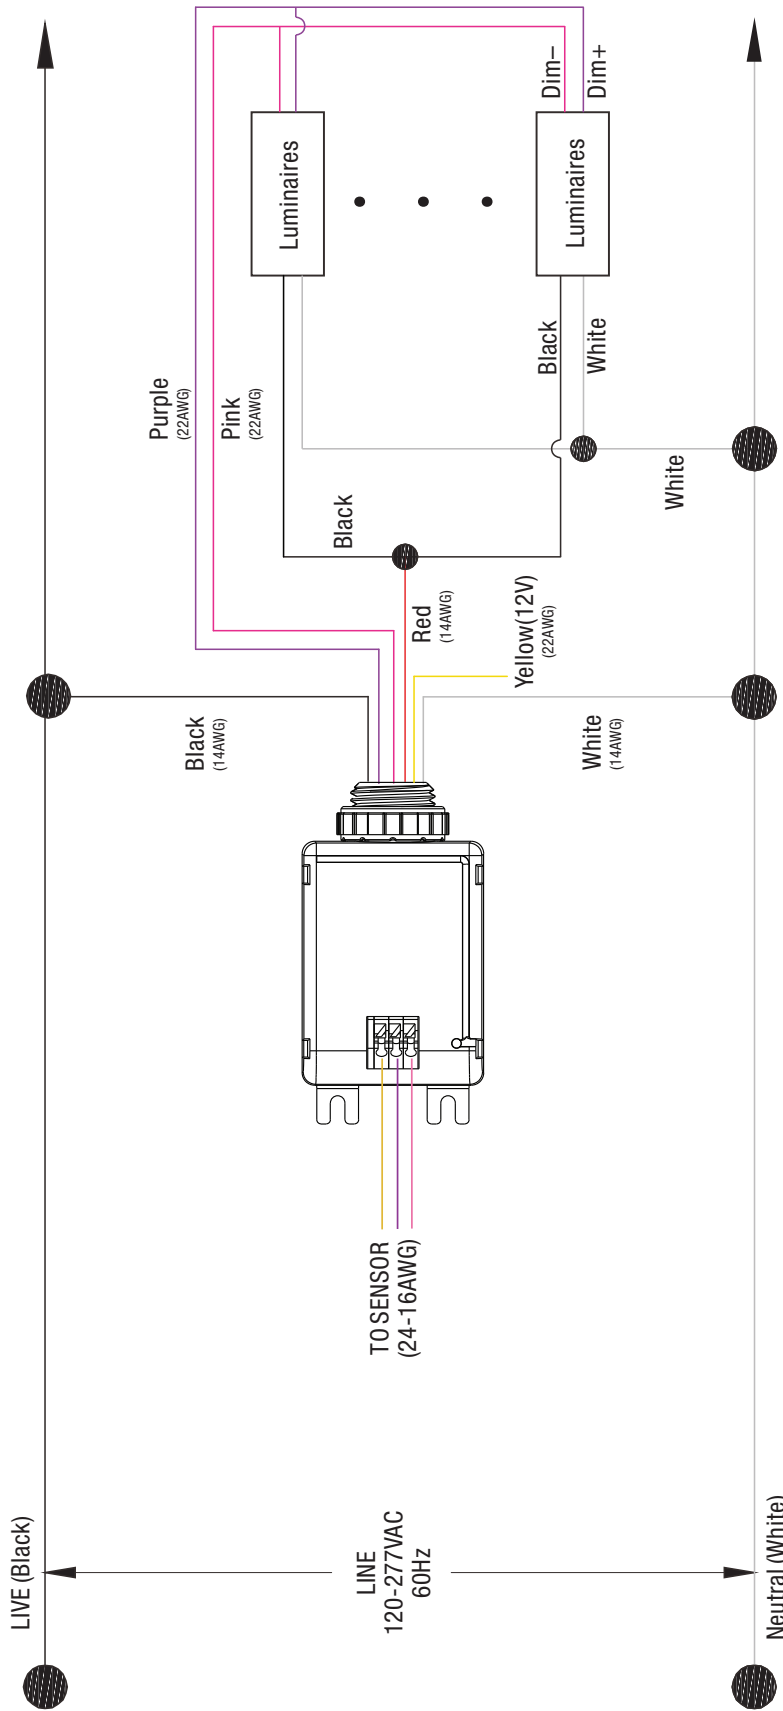 LIVE (Black)
LINE
120-277VAC
60Hz
Neutral (White)
TO SENSOR
(24-16AWG)
Black
(14AWG)
White
(14AWG)
Yellow(12V)
(22AWG)
Red
(14AWG)
Purple
(22AWG)
Pink
(22AWG)
Black
White
Black
White
Luminaires
Luminaires
Dim–
Dim+